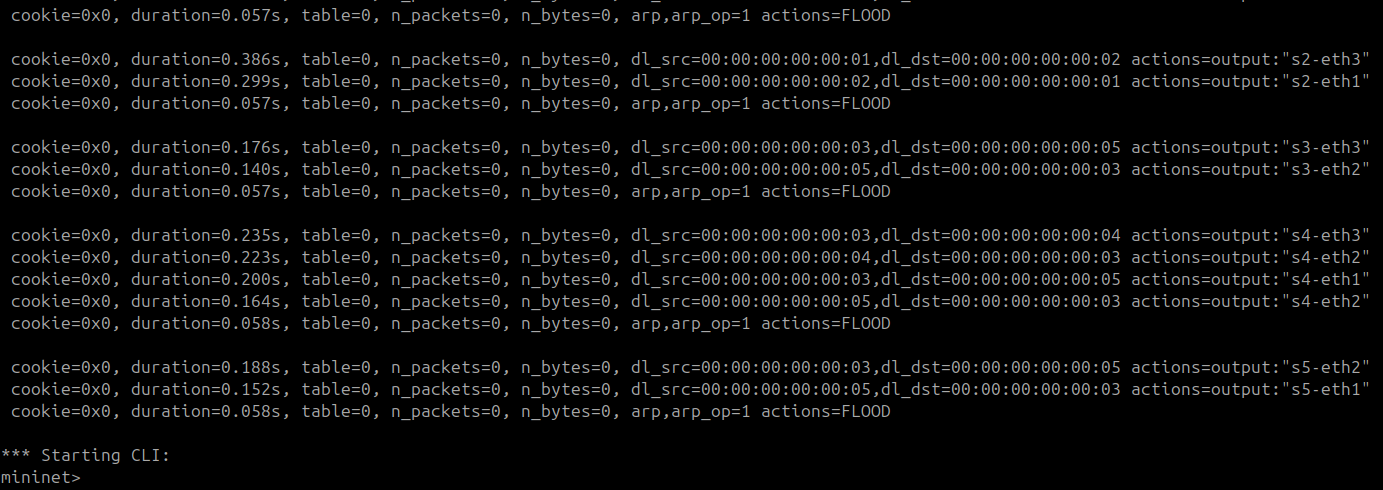 cookie=0x0, duration=0.057s, table=0, n_packets=0, n_bytes=0, arp,arp_op=1 actions=FLOOD
cookie=0x0, duration=0.386s, table=0, n_packets=0, n_bytes=0, dl_src=00:00:00:00:00:01,dl_dst=00:00:00:00:00:02 actions=output:"s2-eth3"
cookie=0x0, duration=0.299s, table=0, n_packets=0, n_bytes=0, dl_src=00:00:00:00:00:02,dl_dst=00:00:00:00:00:01 actions=output:"s2-eth1"
cookie=0x0, duration=0.057s, table=0, n_packets=0, n_bytes=0, arp,arp_op=1 actions=FLOOD
cookie=0x0, duration=0.176s, table=0, n_packets=0, n_bytes=0, dl_src=00:00:00:00:00:03,dl_dst=00:00:00:00:00:05 actions=output:"s3-eth3"
cookie=0x0, duration=0.140s, table=0, n_packets=0, n_bytes=0, dl_src=00:00:00:00:00:05,dl_dst=00:00:00:00:00:03 actions=output:"s3-eth2"
cookie=0x0, duration=0.057s, table=0, n_packets=0, n_bytes=0, arp,arp_op=1 actions=FLOOD
cookie=0x0, duration=0.235s, table=0, n_packets=0, n_bytes=0, dl_src=00:00:00:00:00:03,dl_dst=00:00:00:00:00:04 actions=output:"s4-eth3"
cookie=0x0, duration=0.223s, table=0, n_packets=0, n_bytes=0, dl_src=00:00:00:00:00:04,dl_dst=00:00:00:00:00:03 actions=output:"s4-eth2"
cookie=0x0, duration=0.200s, table=0, n_packets=0, n_bytes=0, dl_src=00:00:00:00:00:03,dl_dst=00:00:00:00:00:05 actions=output:"s4-eth1"
cookie=0x0, duration=0.164s, table=0, n_packets=0, n_bytes=0, dl_src=00:00:00:00:00:05,dl_dst=00:00:00:00:00:03 actions=output:"s4-eth2"
cookie=0x0, duration=0.058s, table=0, n_packets=0, n_bytes=0, arp,arp_op=1 actions=FLOOD
cookie=0x0, duration=0.188s, table=0, n_packets=0, n_bytes=0, dl_src=00:00:00:00:00:03,dl_dst=00:00:00:00:00:05 actions=output:"s5-eth2"
cookie=0x0, duration=0.152s, table=0, n_packets=0, n_bytes=0, dl_src=00:00:00:00:00:05,dl_dst=00:00:00:00:00:03 actions=output:"s5-eth1"
cookie=0x0, duration=0.058s, table=0, n_packets=0, n_bytes=0, arp,arp_op=1 actions=FLOOD
*** Starting CLI:
mininet>